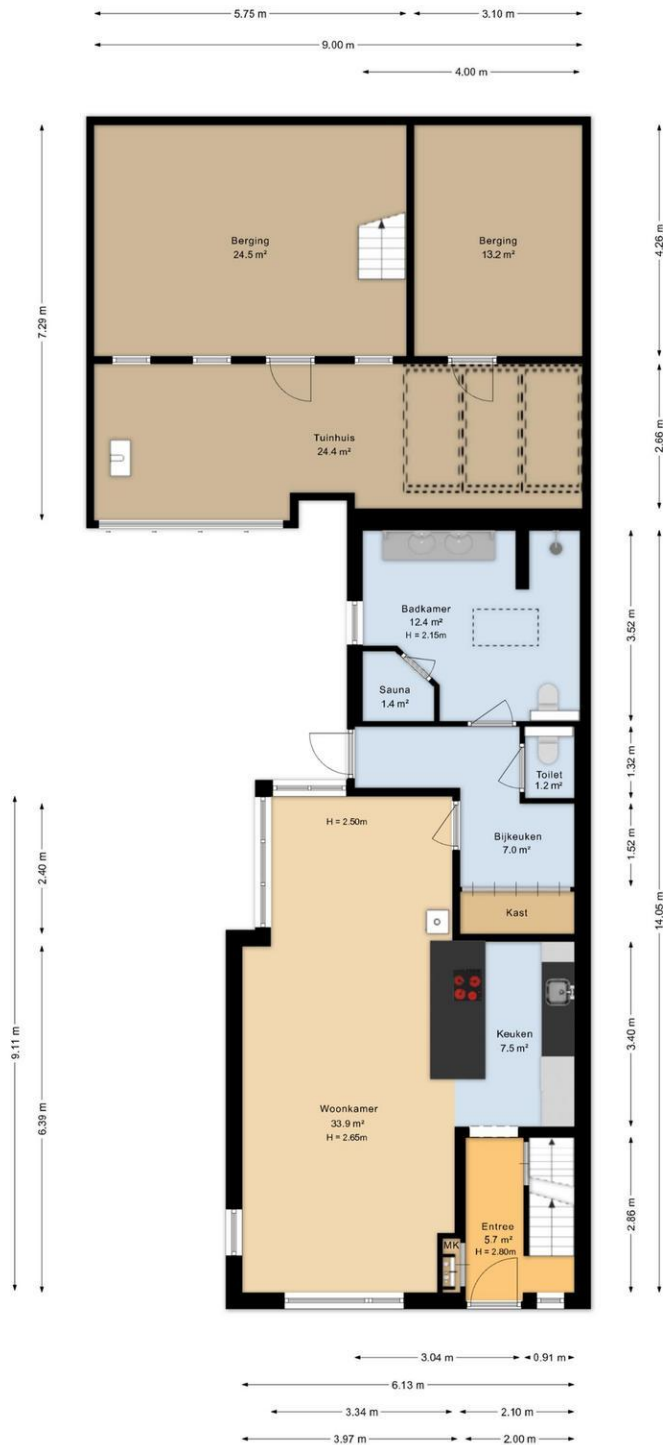 5.75 m
3.10 m
9.00 m
4.00 m
7.29 m
4.26 m
2.66 m
Berging
24.5 m²
Berging
13.2 m²
Tuinhuis
24.4 m²
Badkamer
12.4 m²
H = 2.15m
3.52 m
Sauna
1.4 m²
Toilet
1.2 m²
1.32 m
H = 2.50m
Bijkeuken
7.0 m²
1.52 m
2.40 m
Kast
14.05 m
9.11 m
6.39 m
Keuken
7.5 m²
3.40 m
Woonkamer
33.9 m²
H = 2.65m
Entree
5.7 m²
H = 2.80m
MK
2.86 m
3.04 m
0.91 m
6.13 m
3.34 m
2.10 m
3.97 m
2.00 m